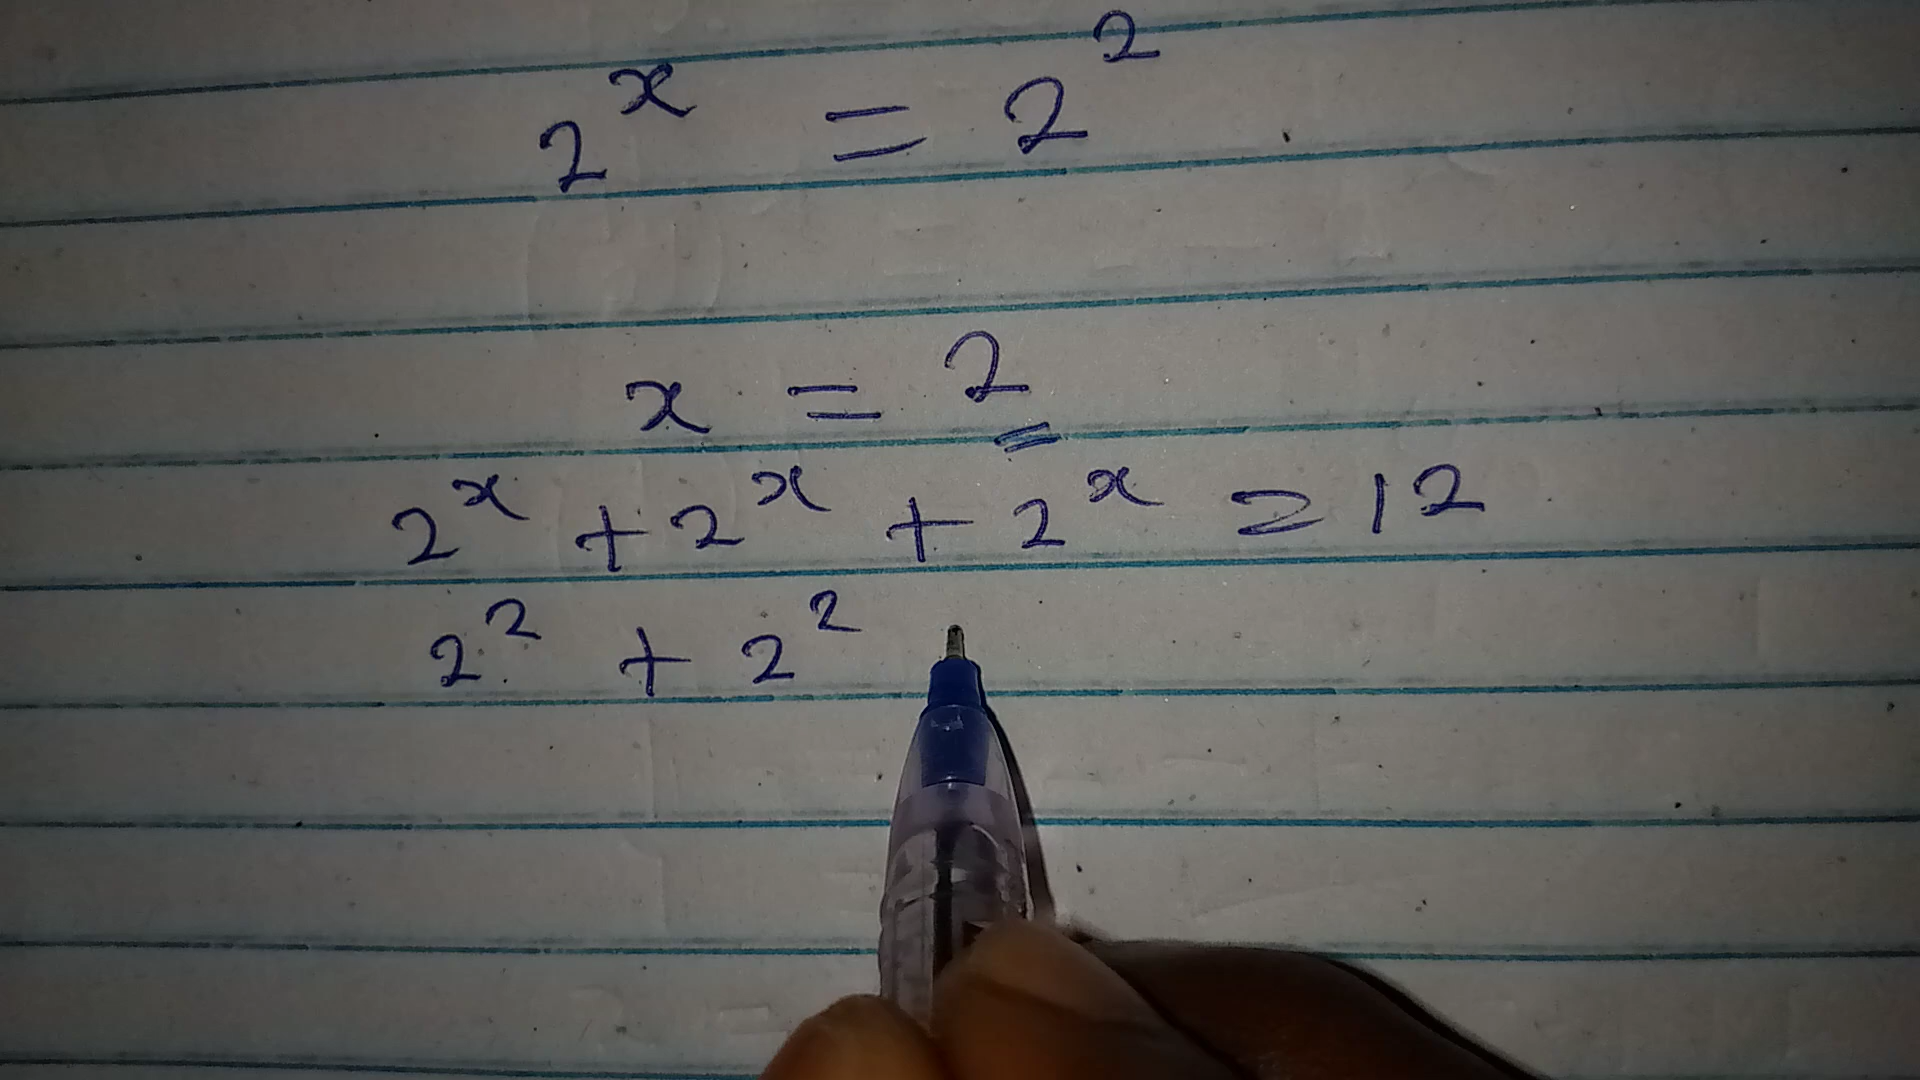 2^x = 2^2
x = 2
2^x + 2^x + 2^x = 12
2^2 + 2^2